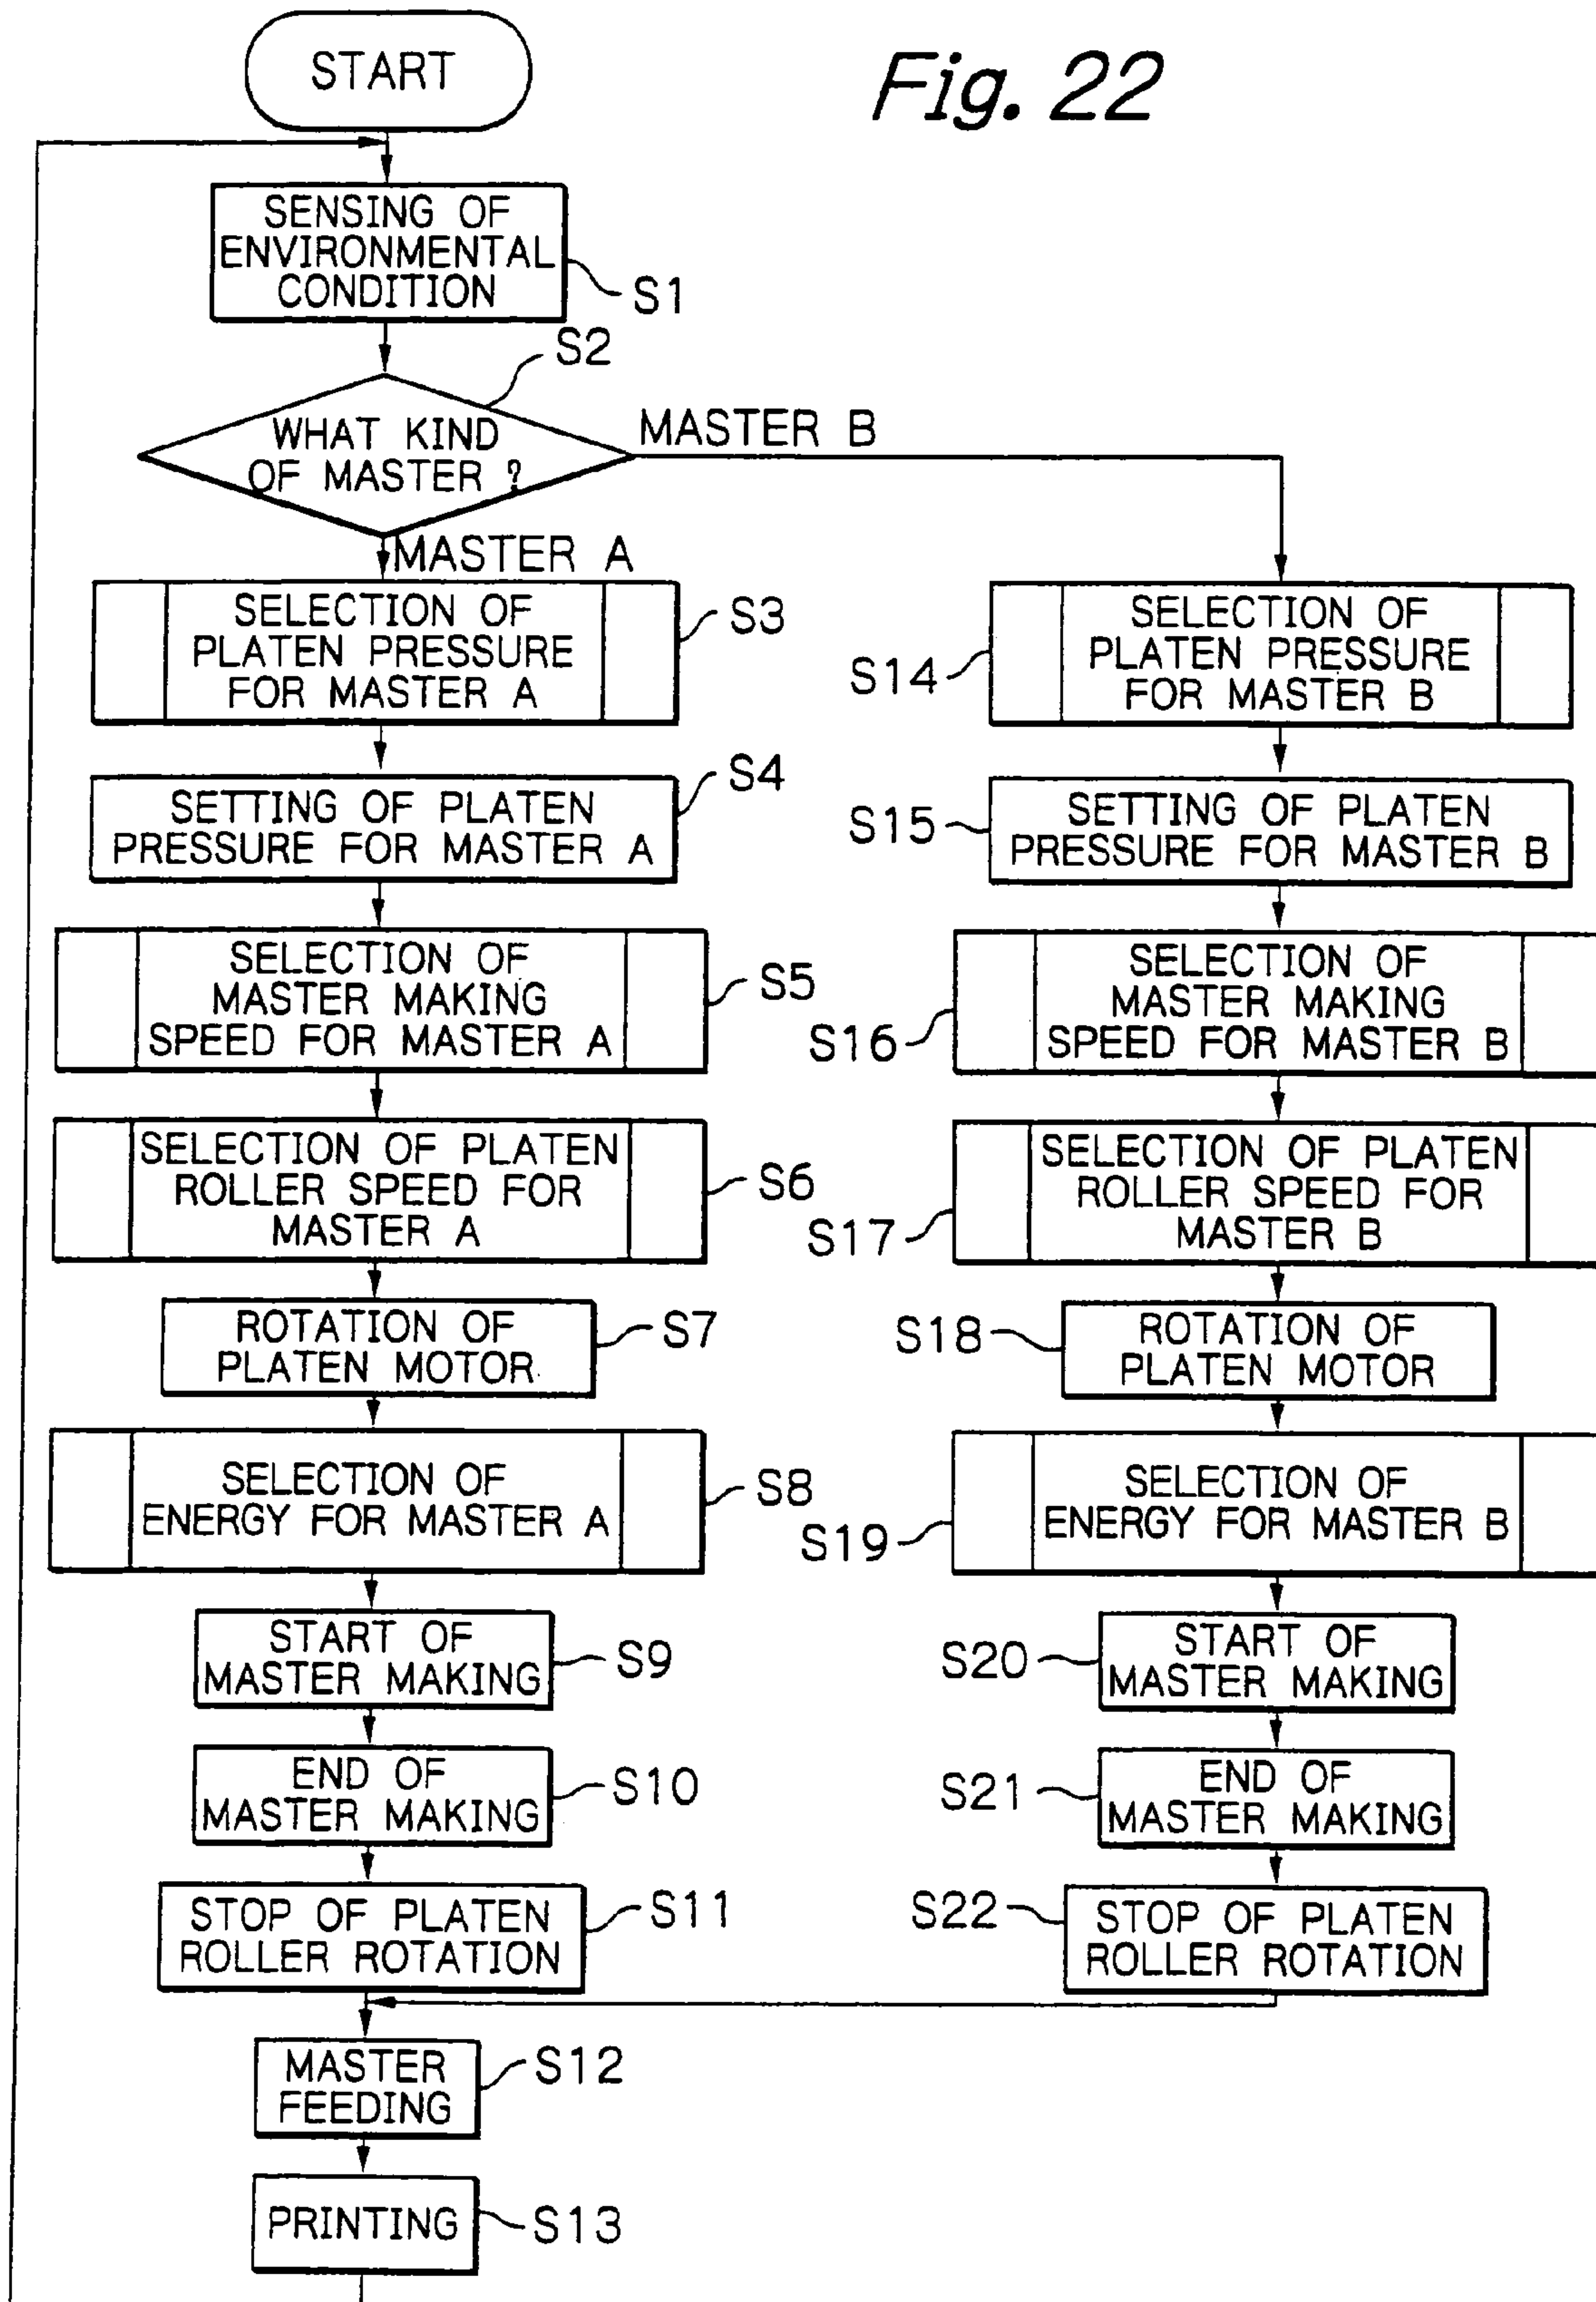 Fig. 22
START
SENSING OF
ENVIRONMENTAL
CONDITION
S1
S2
WHAT KIND
OF MASTER ?
MASTER B
MASTER A
SELECTION OF
PLATEN PRESSURE
FOR MASTER A
S3
SETTING OF PLATEN
PRESSURE FOR MASTER A
S4
SELECTION OF
MASTER MAKING
SPEED FOR MASTER A
S5
SELECTION OF PLATEN
ROLLER SPEED FOR
MASTER A
S6
ROTATION OF
PLATEN MOTOR
S7
SELECTION OF
ENERGY FOR MASTER A
S8
START OF
MASTER MAKING
S9
END OF
MASTER MAKING
S10
STOP OF PLATEN
ROLLER ROTATION
S11
MASTER
FEEDING
S12
PRINTING
S13
S14
SELECTION OF
PLATEN PRESSURE
FOR MASTER B
S15
SETTING OF PLATEN
PRESSURE FOR MASTER B
S16
SELECTION OF
MASTER MAKING
SPEED FOR MASTER B
S17
SELECTION OF PLATEN
ROLLER SPEED FOR
MASTER B
S18
ROTATION OF
PLATEN MOTOR
S19
SELECTION OF
ENERGY FOR MASTER B
S20
START OF
MASTER MAKING
S21
END OF
MASTER MAKING
S22
STOP OF PLATEN
ROLLER ROTATION